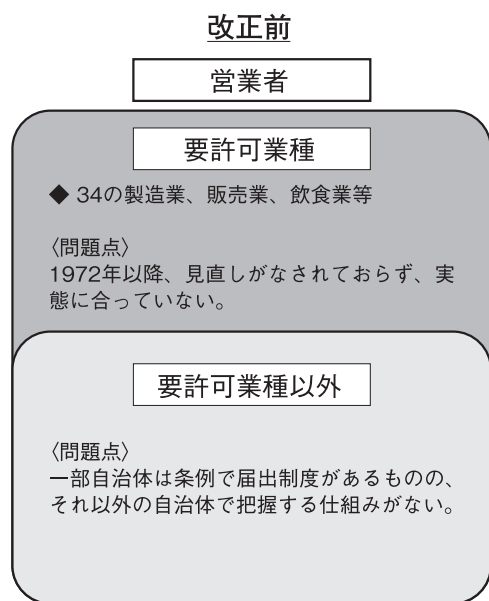 改正前
営業者
要許可業種
◆ 34の製造業、販売業、飲食業等
〈問題点〉
1972年以降、見直しがなされておらず、実
態に合っていない。
要許可業種以外
〈問題点〉
一部自治体は条例で届出制度があるものの、
それ以外の自治体で把握する仕組みがない。